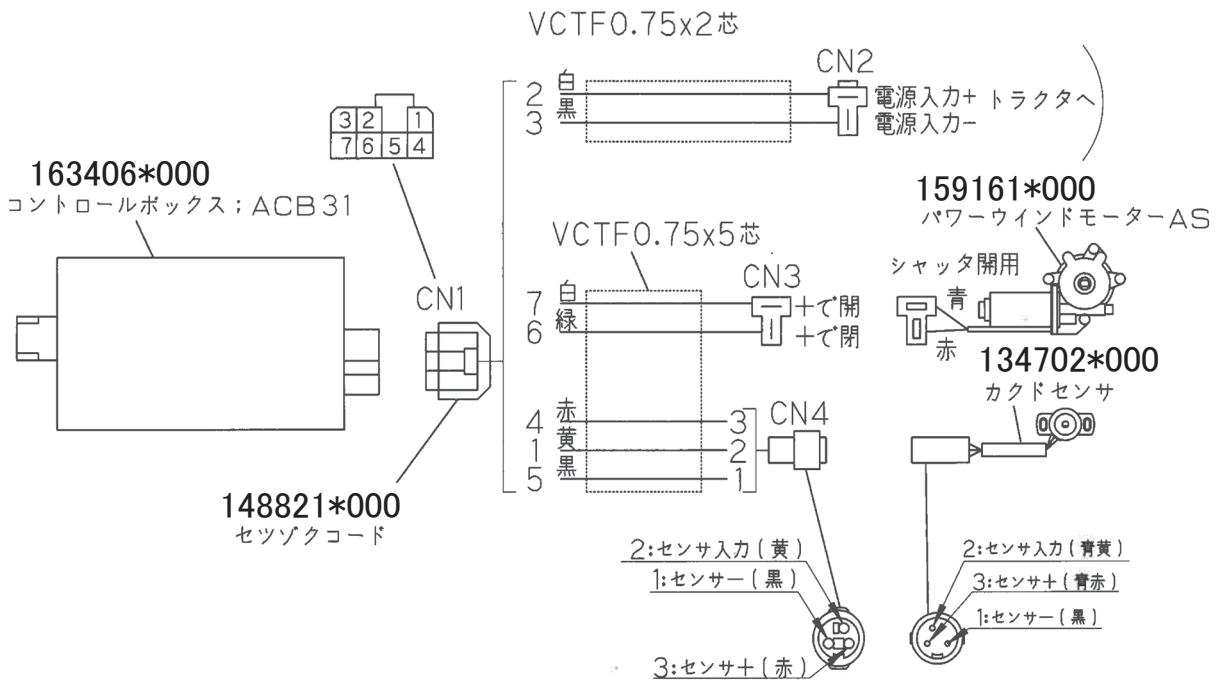 VCTF0.75x2芯
CN2
2 白
3 黒
電源入力+ トラクタへ
電源入力-
3 2 1
7 6 5 4
163406*000
コントロールボックス;ACB31
159161*000
パワーウインドモーターAS
VCTF0.75x5芯
シャッタ開用
CN1
CN3
7 白
6 緑
+で開
+で閉
青
赤
134702*000
カクドセンサ
4 赤 3
1 黄 2
5 黒 1
CN4
148821*000
セツゾクコード
2:センサ入力(黄)
1:センサー(黒)
3:センサ+(赤)
2:センサ入力(青黄)
3:センサ+(青赤)
1:センサー(黒)